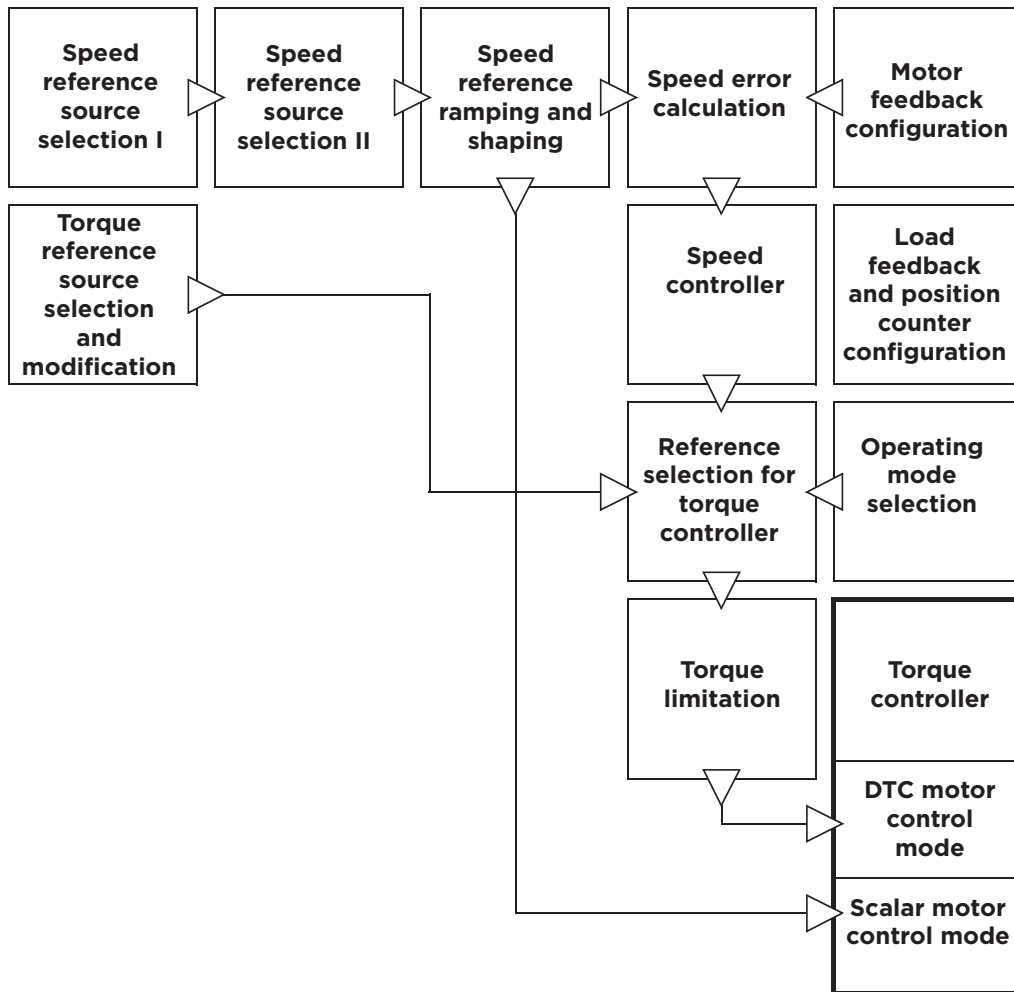 Speed
reference
source
selection I
Speed
reference
source
selection II
Speed
reference
ramping and
shaping
Speed error
calculation
Motor
feedback
configuration
Torque
reference
source
selection
and
modification
Speed
controller
Load
feedback
and position
counter
configuration
Reference
selection for
torque
controller
Operating
mode
selection
Torque
limitation
Torque
controller
DTC motor
control
mode
Scalar motor
control mode